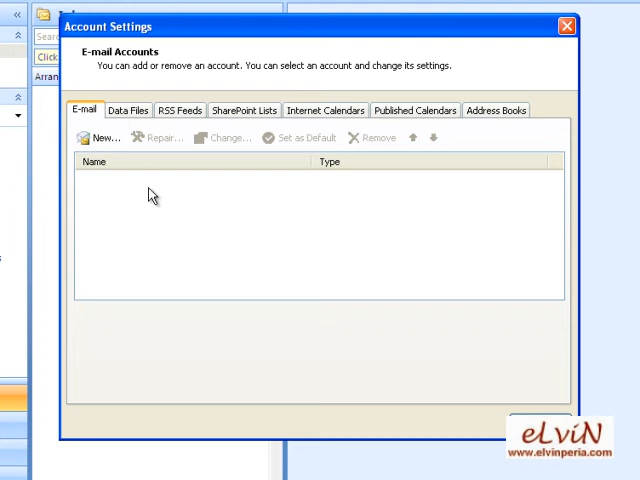 Account Settings
Sear
Click
Arran
E-mail Accounts
You can add or remove an account. You can select an account and change its settings.
E-mail Data Files RSS Feeds SharePoint Lists Internet Calendars Published Calendars Address Books
New... Repair... Change... Set as Default Remove
Name Type
s
eLviN
www.elvinperia.com